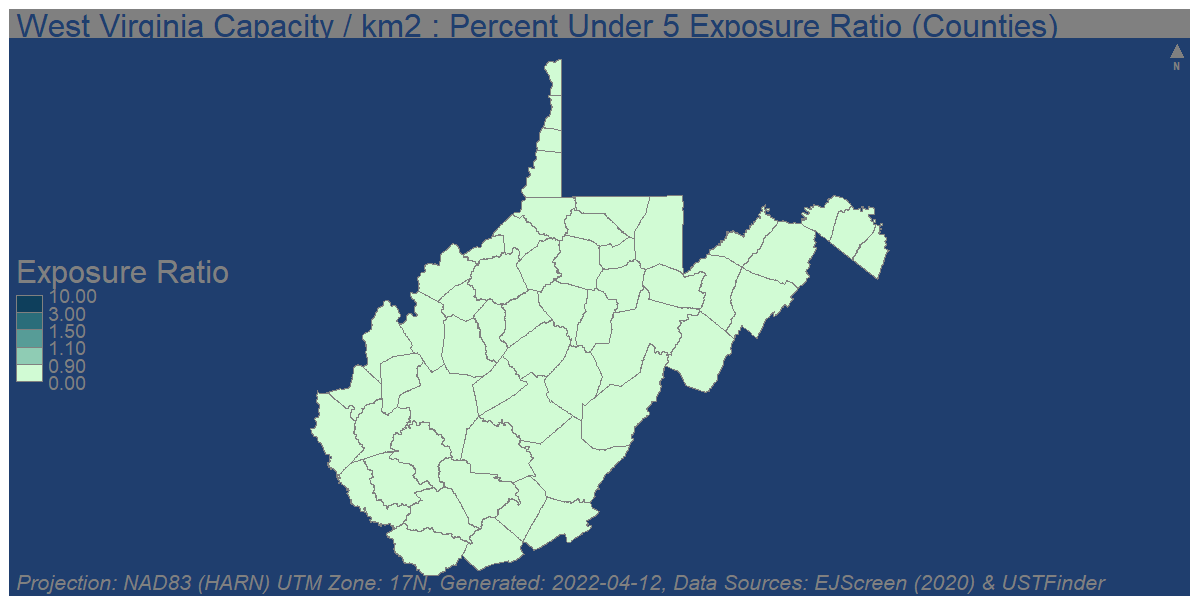 West Virginia Capacity / km2 : Percent Under 5 Exposure Ratio (Counties)
N
Exposure Ratio
10.00
3.00
1.50
1.10
0.90
0.00
Projection: NAD83 (HARN) UTM Zone: 17N, Generated: 2022-04-12, Data Sources: EJScreen (2020) & USTFinder